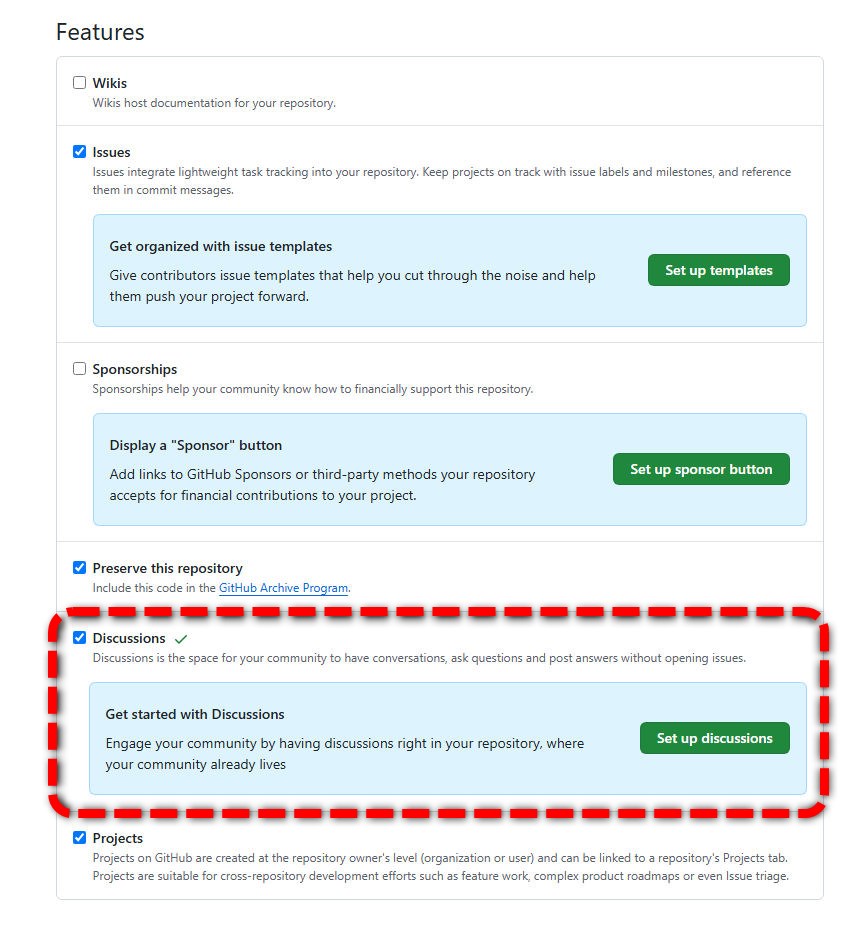 Features
Wikis
Wikis host documentation for your repository.
Issues
Issues integrate lightweight task tracking into your repository. Keep projects on track with issue labels and milestones, and reference
them in commit messages.
Get organized with issue templates
Give contributors issue templates that help you cut through the noise and help
them push your project forward.
Set up templates
Sponsorships
Sponsorships help your community know how to financially support this repository.
Display a "Sponsor" button
Add links to GitHub Sponsors or third-party methods your repository
accepts for financial contributions to your project.
Set up sponsor button
Preserve this repository
Include this code in the GitHub Archive Program.
Discussions
Discussions is the space for your community to have conversations, ask questions and post answers without opening issues.
Get started with Discussions
Engage your community by having discussions right in your repository, where
your community already lives
Set up discussions
Projects
Projects on GitHub are created at the repository owner's level (organization or user) and can be linked to a repository's Projects tab.
Projects are suitable for cross-repository development efforts such as feature work, complex product roadmaps or even Issue triage.